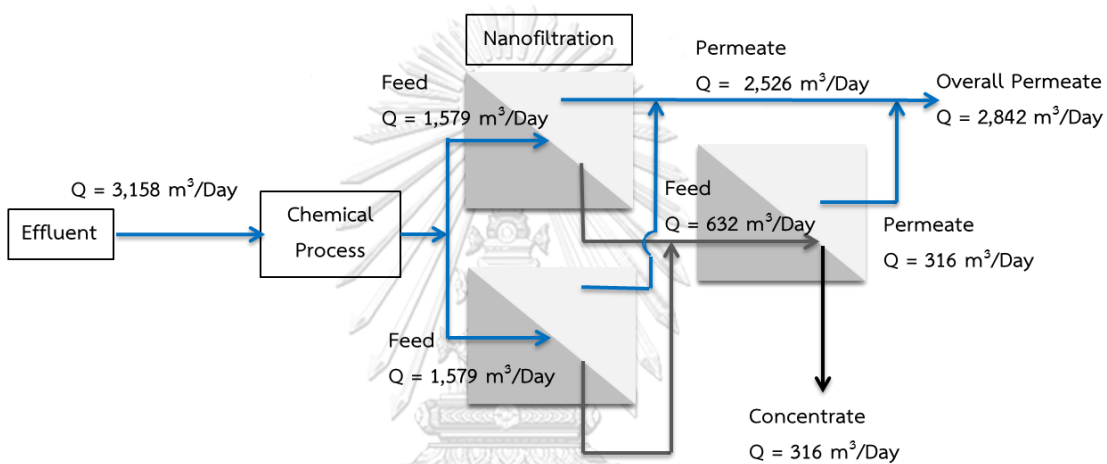 Nanofiltration
Permeate
Q = 2,526 m³/Day
Overall Permeate
Q = 2,842 m³/Day
Feed
Q = 1,579 m³/Day
Q = 3,158 m³/Day
Effluent
Chemical
Process
Feed
Q = 632 m³/Day
Permeate
Q = 316 m³/Day
Feed
Q = 1,579 m³/Day
Concentrate
Q = 316 m³/Day